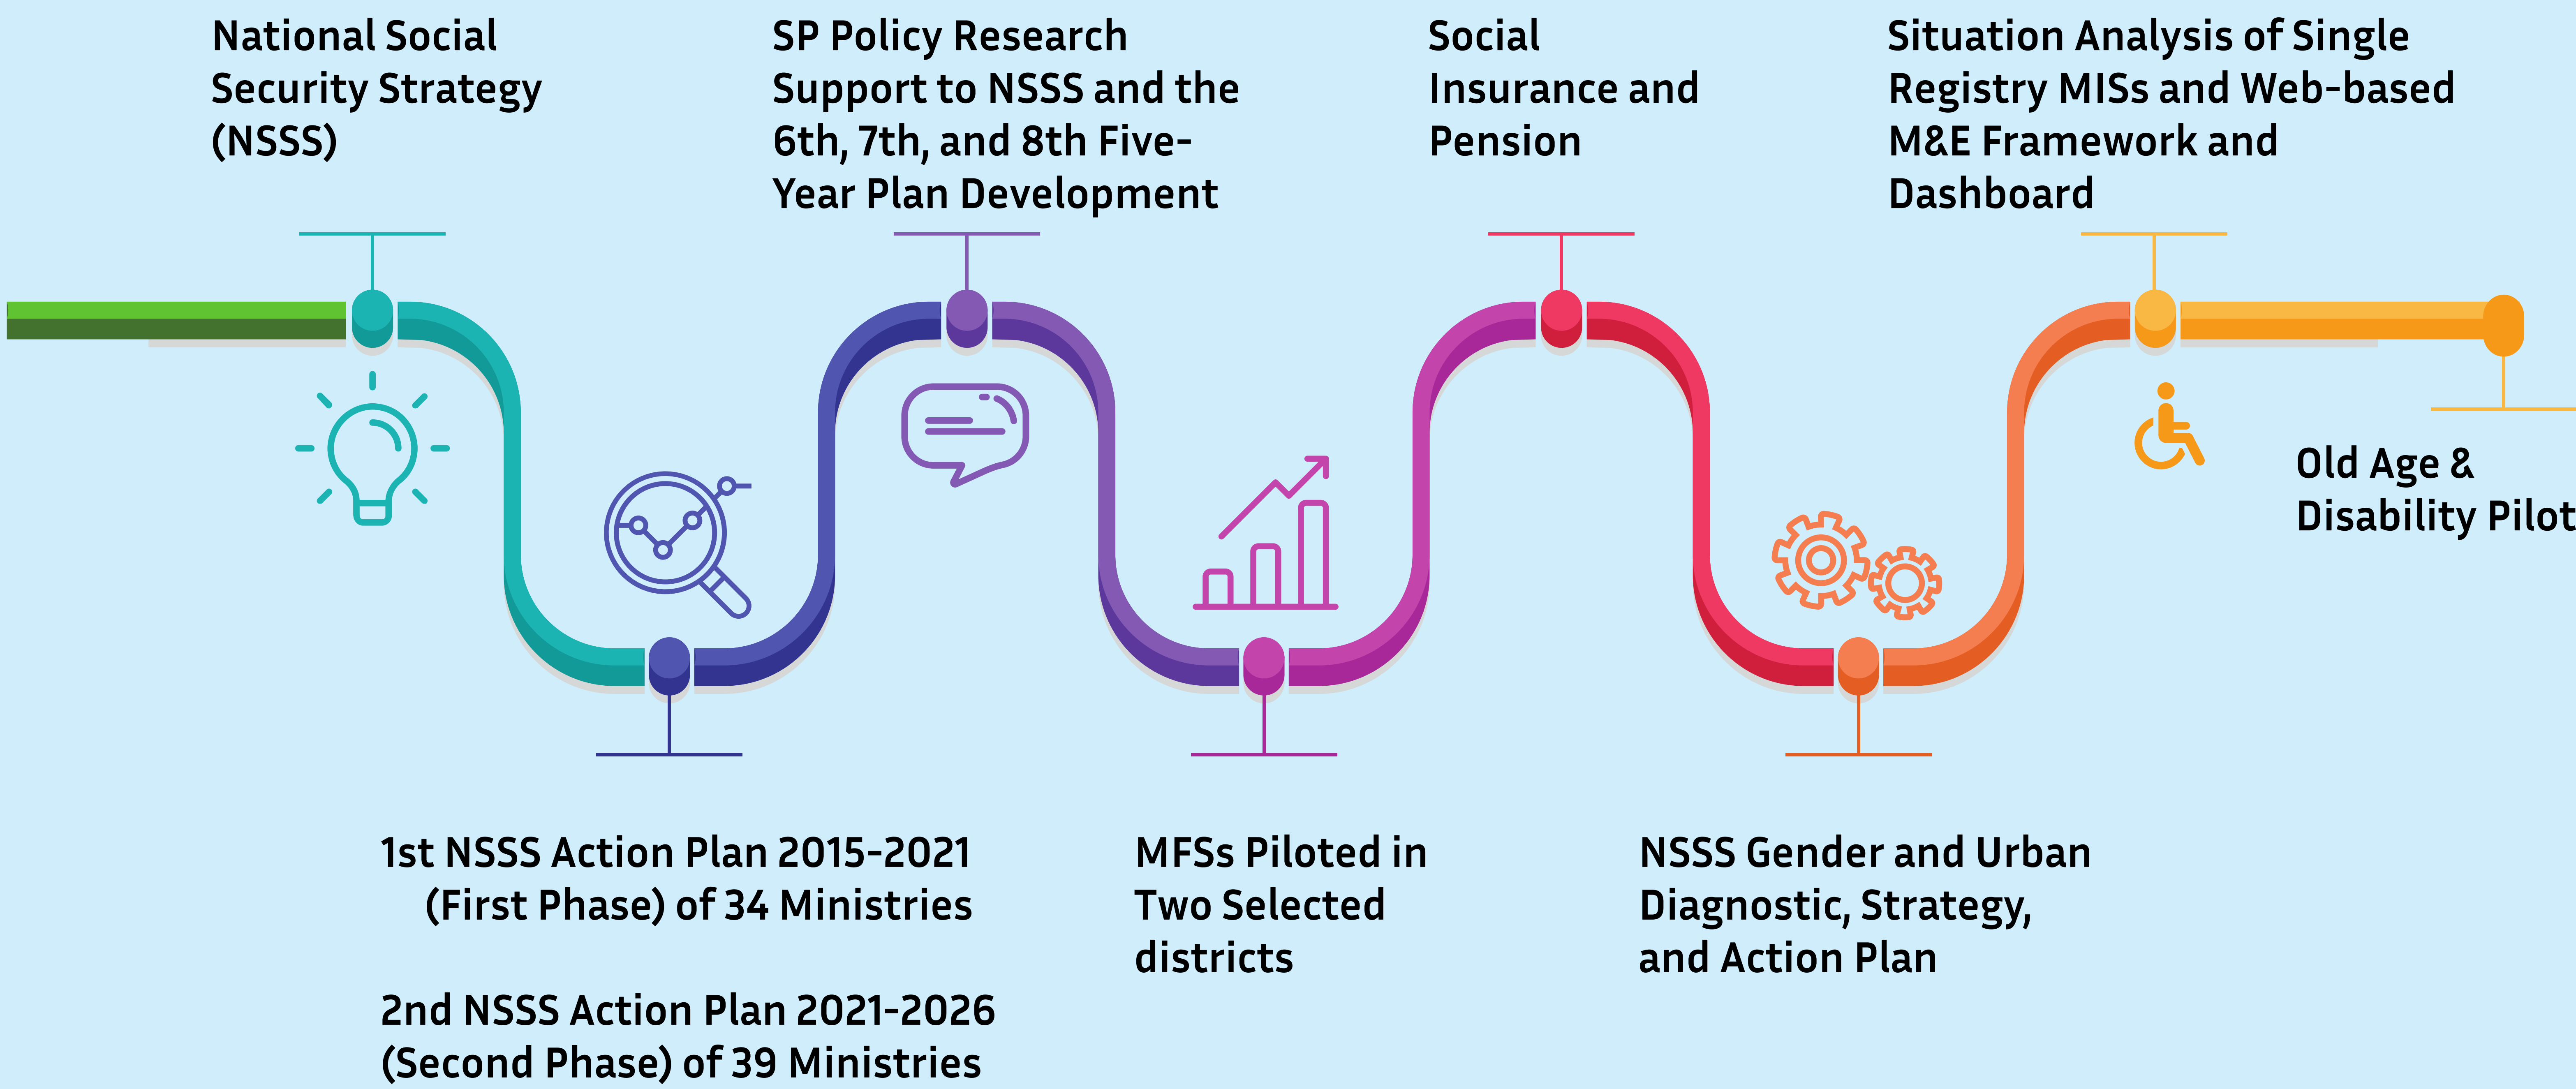 National Social
Security Strategy
(NSSS)
SP Policy Research
Support to NSSS and the
6th, 7th, and 8th Five-
Year Plan Development
Social
Insurance and
Pension
Situation Analysis of Single
Registry MISs and Web-based
M&E Framework and
Dashboard
Old Age &
Disability Pilot
1st NSSS Action Plan 2015-2021
(First Phase) of 34 Ministries
2nd NSSS Action Plan 2021-2026
(Second Phase) of 39 Ministries
MFSs Piloted in
Two Selected
districts
NSSS Gender and Urban
Diagnostic, Strategy,
and Action Plan